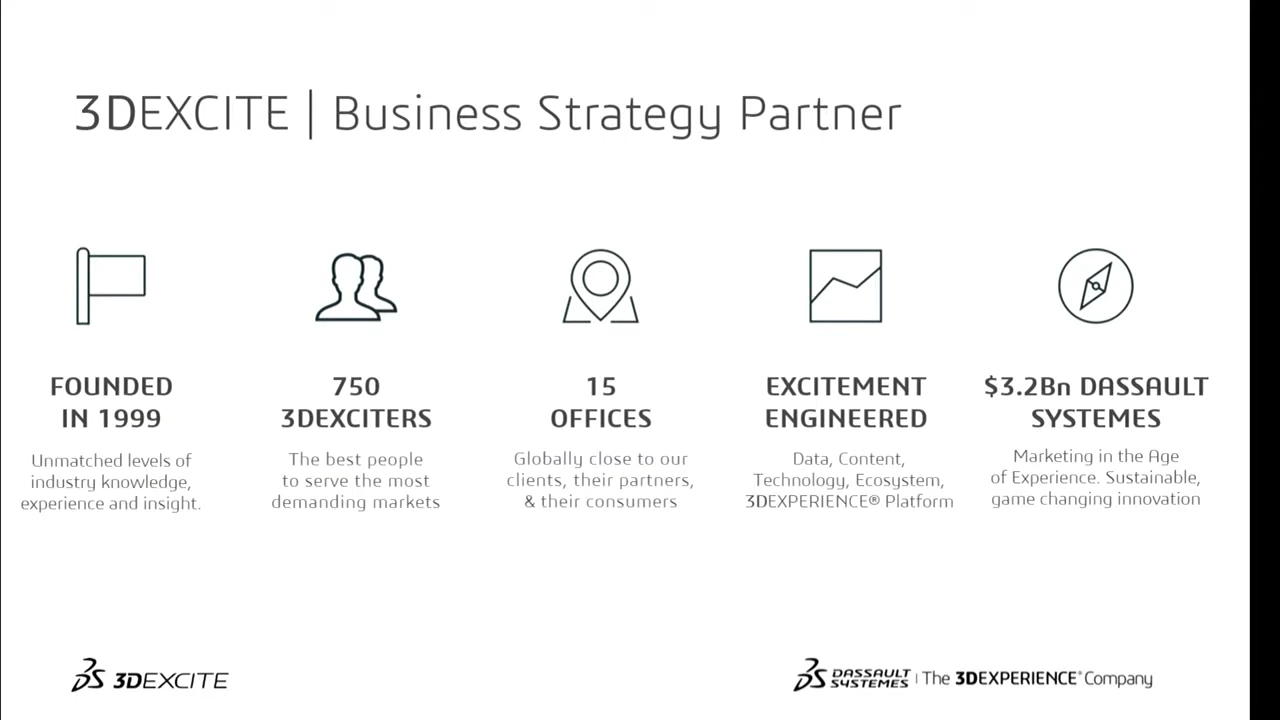 3DEXCITE | Business Strategy Partner
FOUNDED
IN 1999
Unmatched levels of
industry knowledge,
experience and insight.
750
3DEXCITERS
The best people
to serve the most
demanding markets
15
OFFICES
Globally close to our
clients, their partners,
& their consumers
EXCITEMENT
ENGINEERED
Data, Content,
Technology, Ecosystem,
3DEXPERIENCE® Platform
$3.2Bn DASSAULT
SYSTEMES
Marketing in the Age
of Experience. Sustainable,
game changing innovation
3DS 3DEXCITE
3DS DASSAULT SYSTEMES | The 3DEXPERIENCE® Company